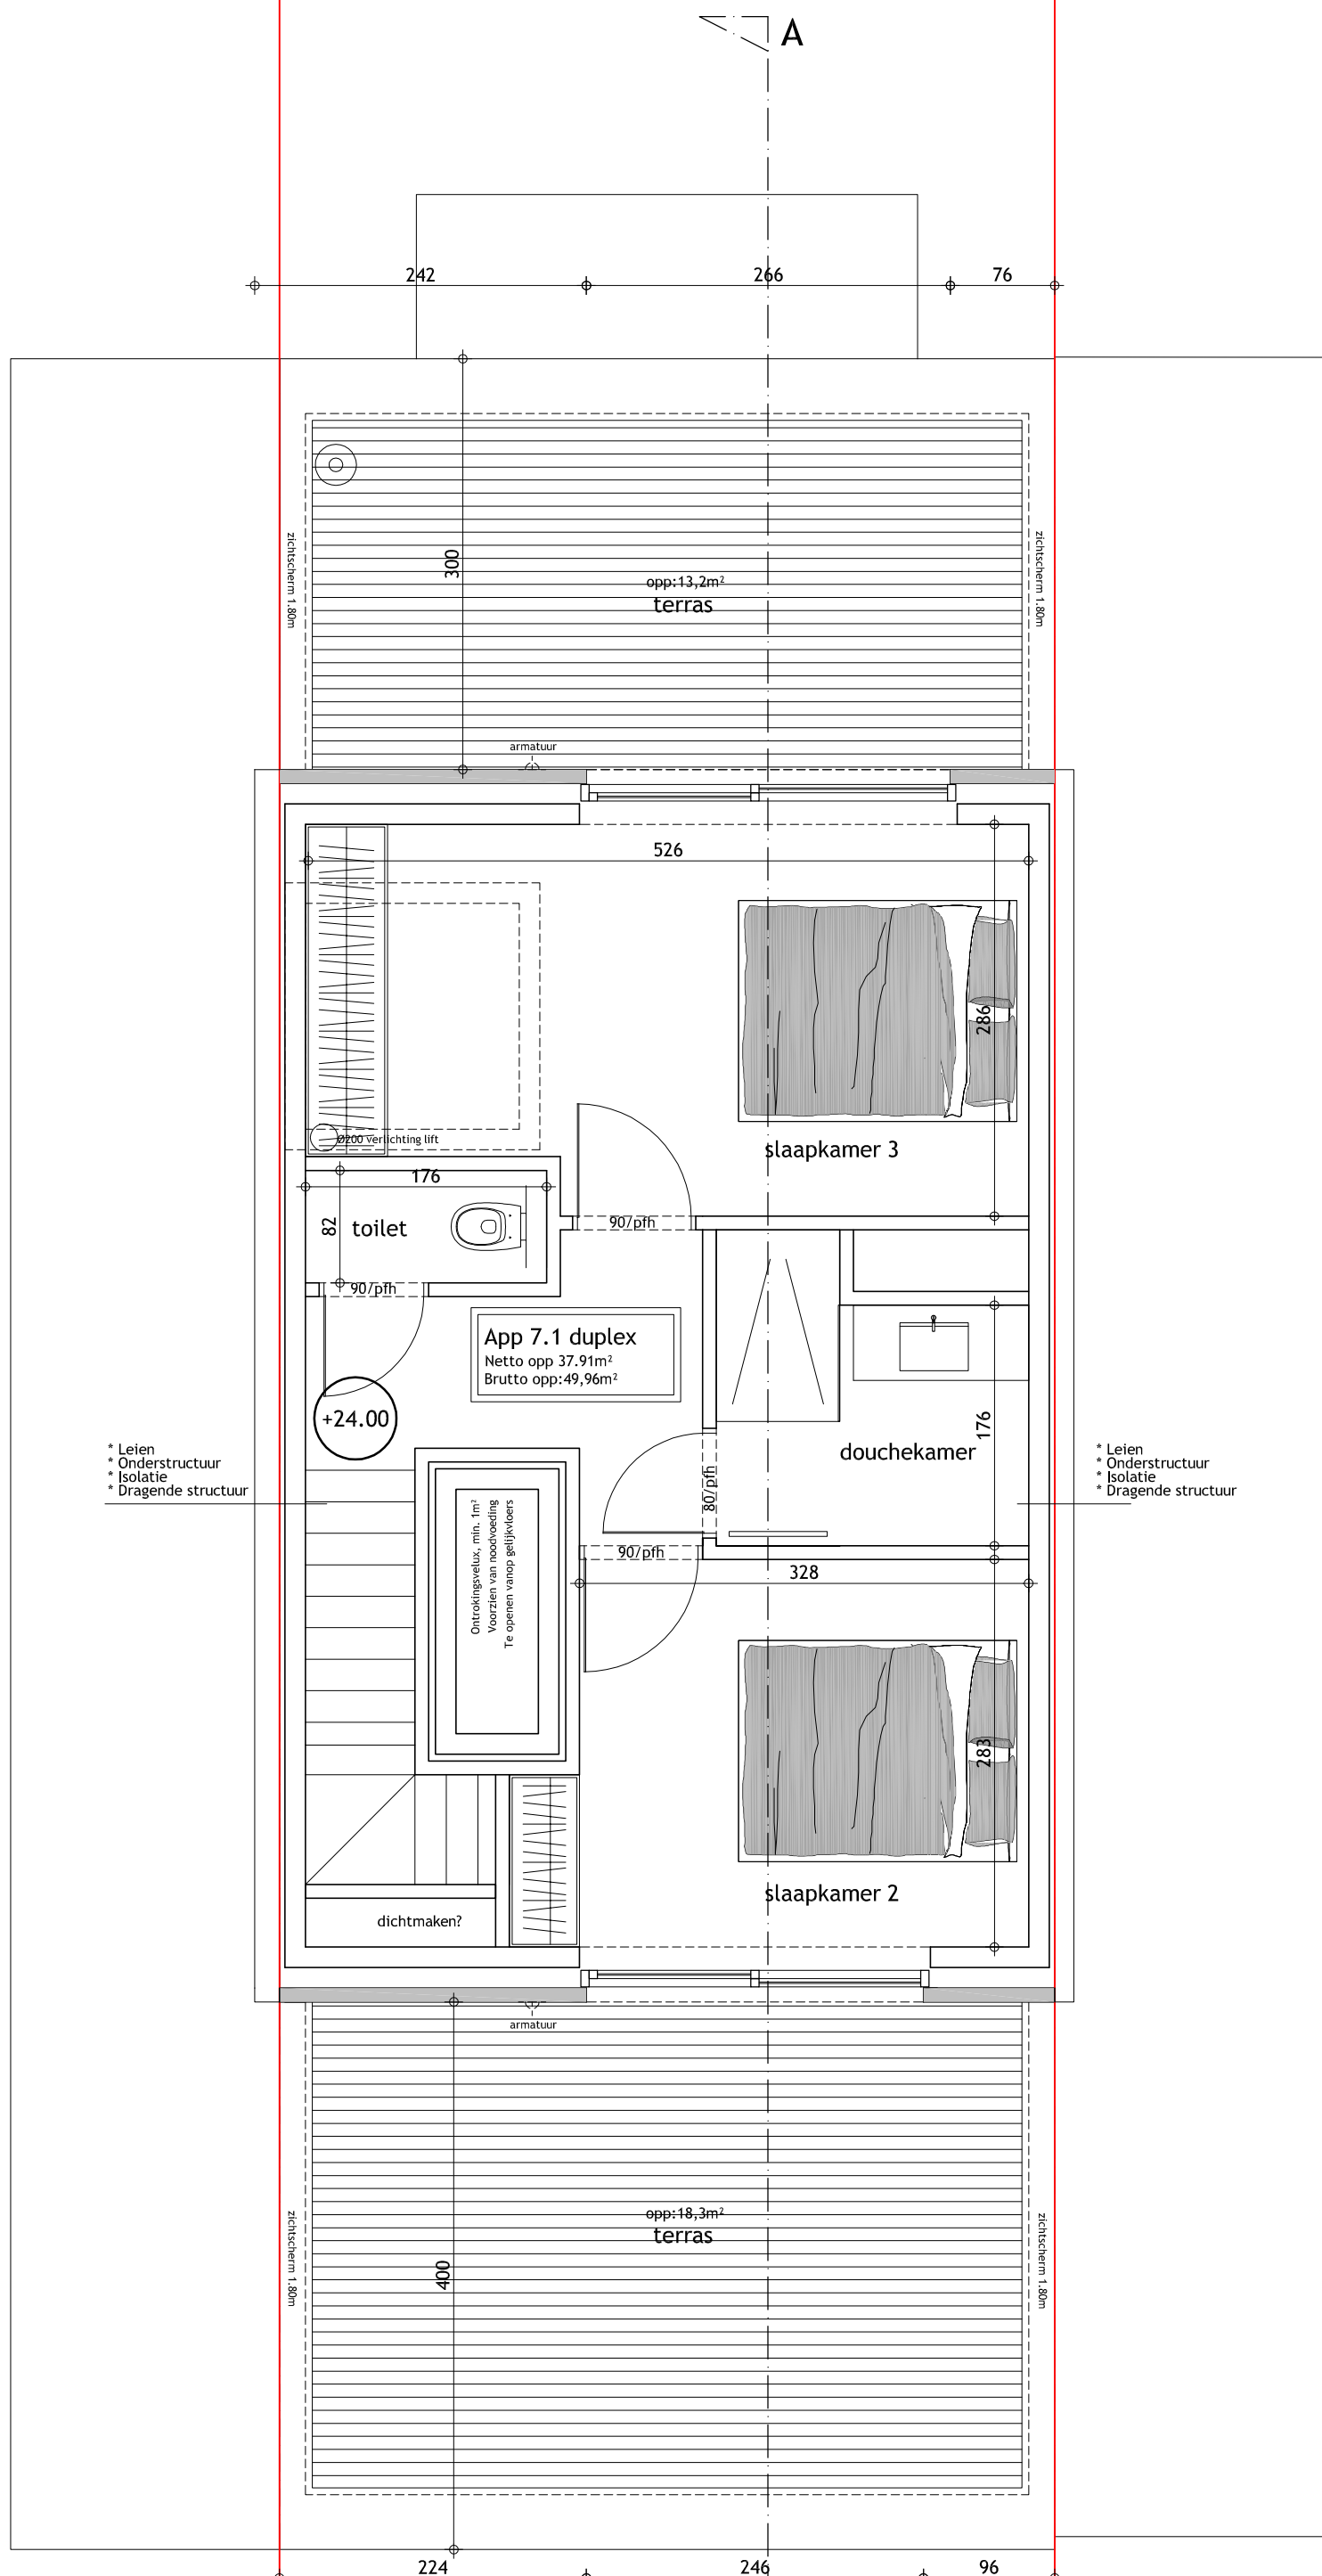 A
242
266
76
300
zichtscherm 1.80m
zichtscherm 1.80m
opp:13,2m²
terras
armatuur
526
286
Ø200 verlichting lift
slaapkamer 3
176
82
toilet
90/pfh
90/pfh
App 7.1 duplex
Netto opp 37.91m²
Brutto opp:49,96m²
+24.00
176
douchekamer
* Leien
* Onderstructuur
* Isolatie
* Dragende structuur
* Leien
* Onderstructuur
* Isolatie
* Dragende structuur
80/pfh
90/pfh
Ontrokingsvelux, min. 1m²
Voorzien van noodvoeding
Te openen vanop gelijkvloers
328
283
slaapkamer 2
dichtmaken?
armatuur
opp:18,3m²
terras
zichtscherm 1.80m
zichtscherm 1.80m
400
224
246
96